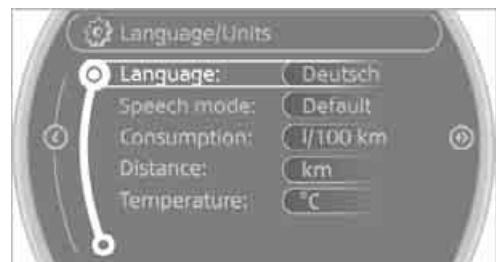 Language/Units
Language: Deutsch
Speech mode: Default
Consumption: l/100 km
Distance: km
Temperature: °C